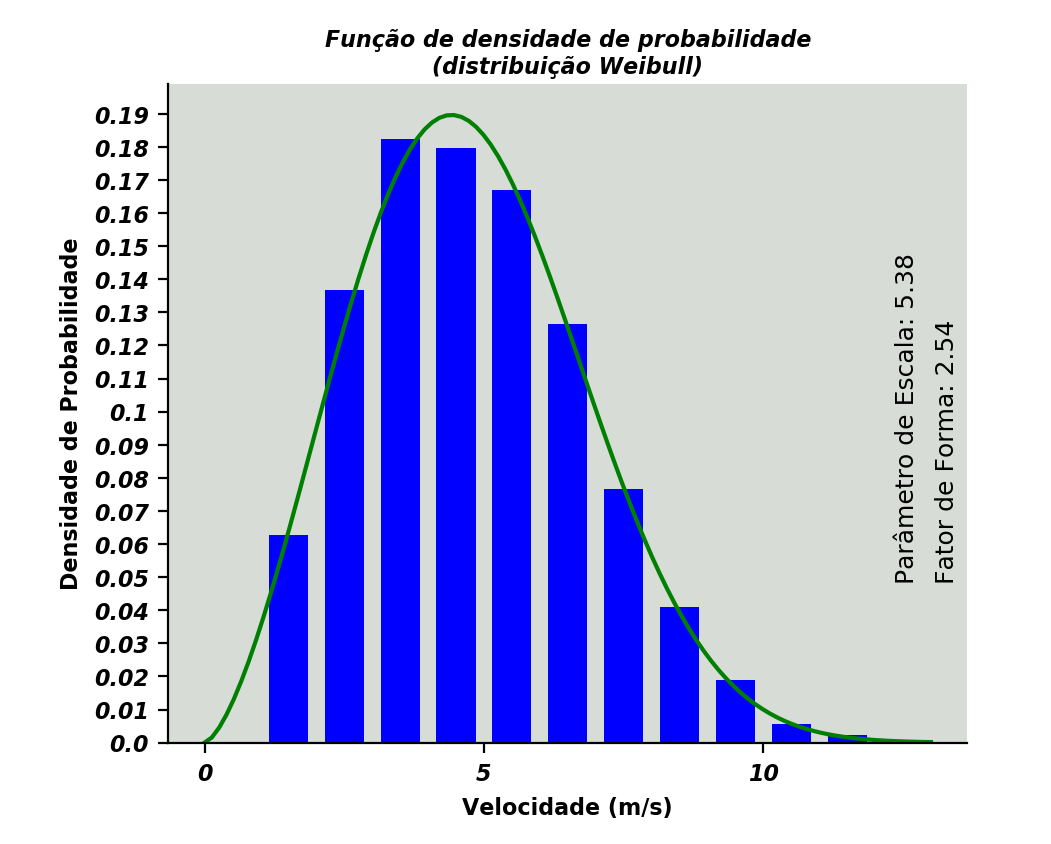 Função de densidade de probabilidade
(distribuição Weibull)
Densidade de Probabilidade
0.19
0.18
0.17
0.16
0.15
0.14
0.13
0.12
0.11
0.1
0.09
0.08
0.07
0.06
0.05
0.04
0.03
0.02
0.01
0.0
0 5 10
Velocidade (m/s)
Parâmetro de Escala: 5.38
Fator de Forma: 2.54